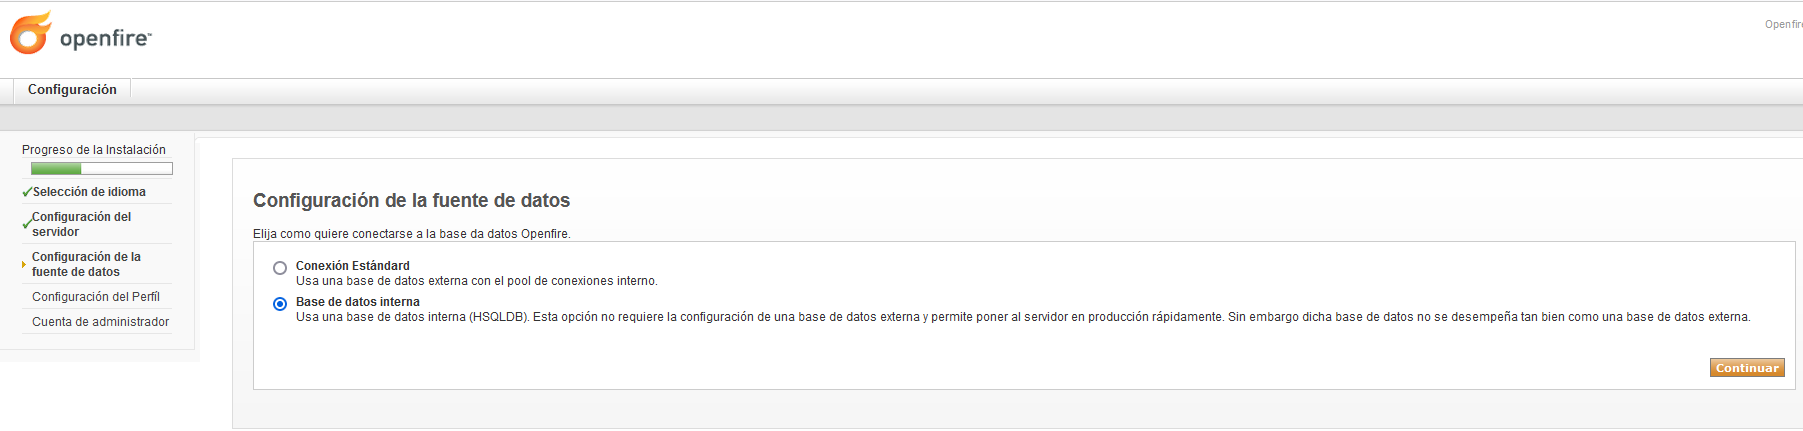 openfire™
Openfire
Configuración
Progreso de la Instalación
Selección de idioma
Configuración del
servidor
Configuración de la
fuente de datos
Configuración del Perfíl
Cuenta de administrador
Configuración de la fuente de datos
Elija como quiere conectarse a la base da datos Openfire.
Conexión Estándard
Usa una base de datos externa con el pool de conexiones interno.
Base de datos interna
Usa una base de datos interna (HSQLDB). Esta opción no requiere la configuración de una base de datos externa y permite poner al servidor en producción rápidamente. Sin embargo dicha base de datos no se desempeña tan bien como una base de datos externa.
Continuar